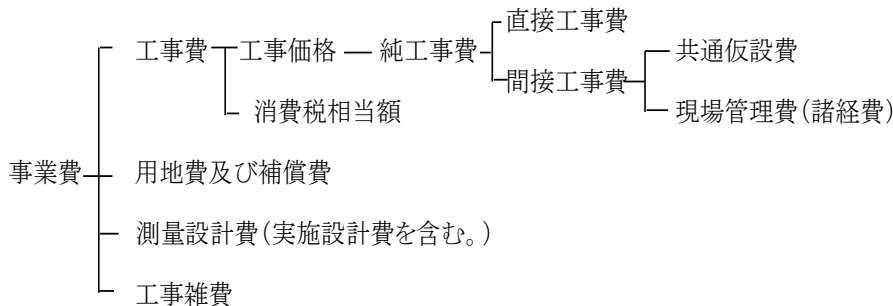 直接工事費
工事費 工事価格 純工事費
間接工事費 共通仮設費
消費税相当額 現場管理費(諸経費)
事業費 用地費及び補償費
測量設計費(実施設計費を含む。)
工事雑費